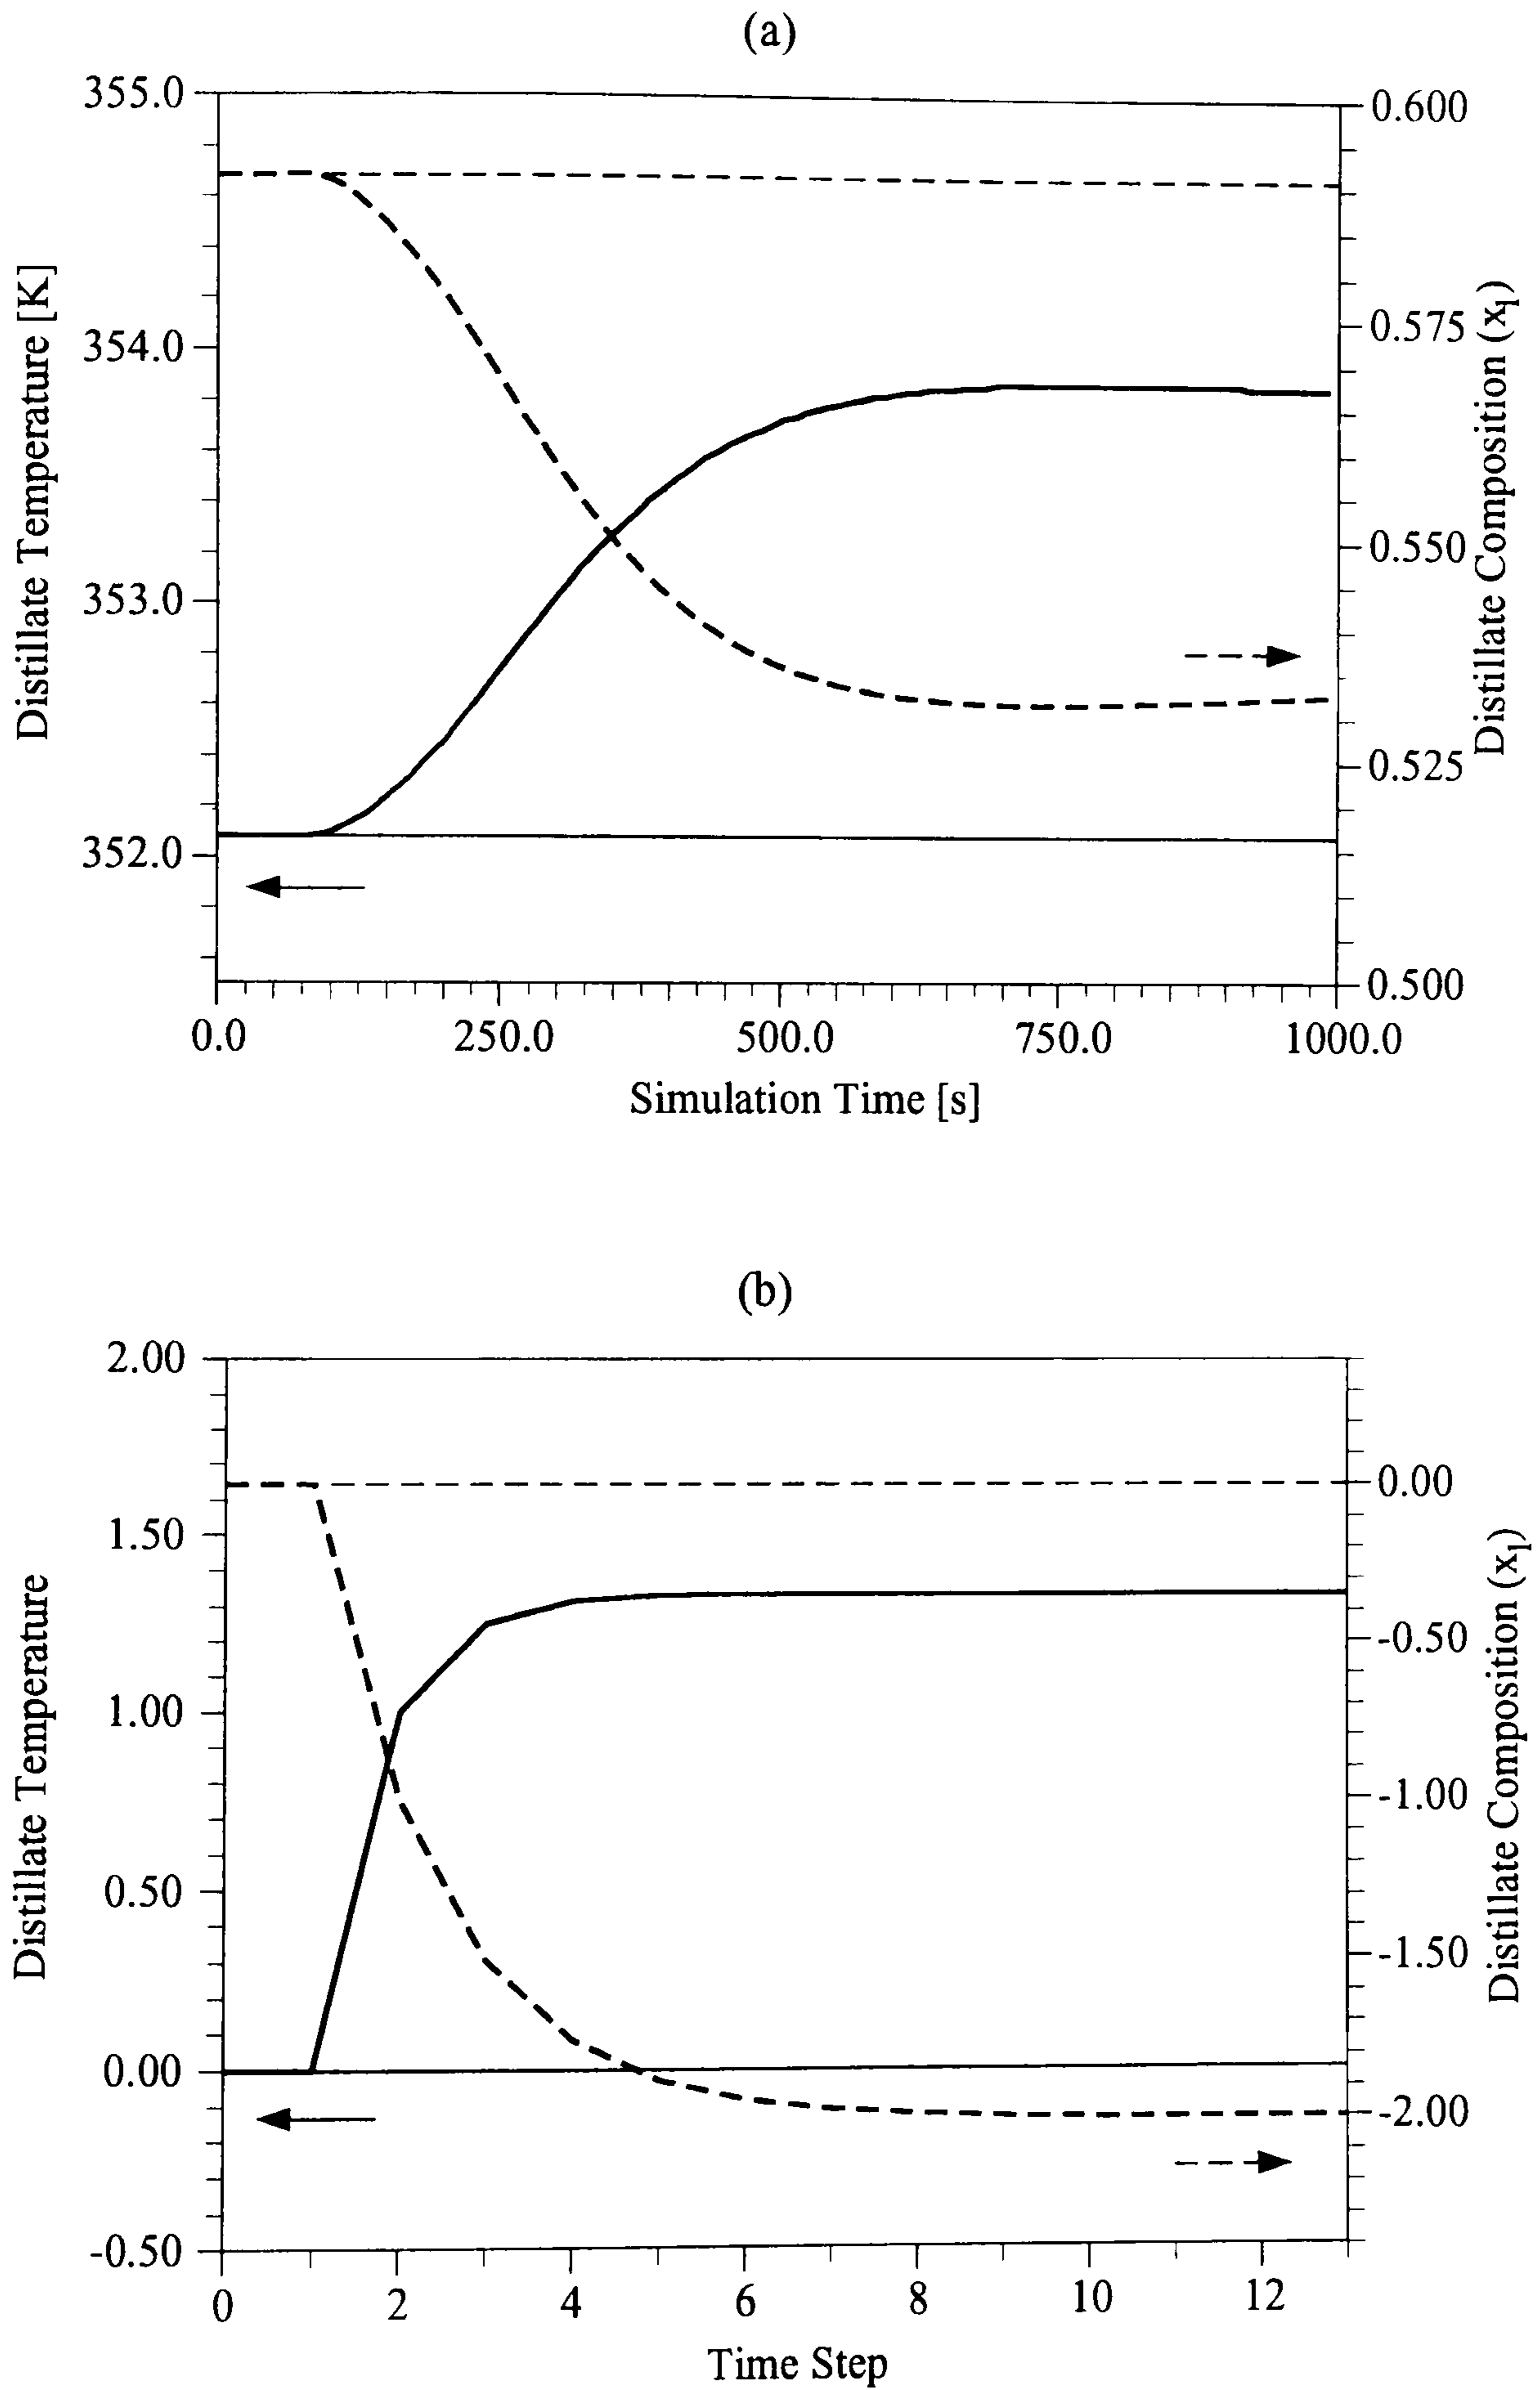 (a)
355.0
354.0
353.0
352.0
Distillate Temperature [K]
0.600
0.575
0.550
0.525
0.500
Distillate Composition (x1)
0.0 250.0 500.0 750.0 1000.0
Simulation Time [s]
(b)
2.00
1.50
1.00
0.50
0.00
-0.50
Distillate Temperature
0.00
-0.50
-1.00
-1.50
-2.00
Distillate Composition (x1)
0 2 4 6 8 10 12
Time Step